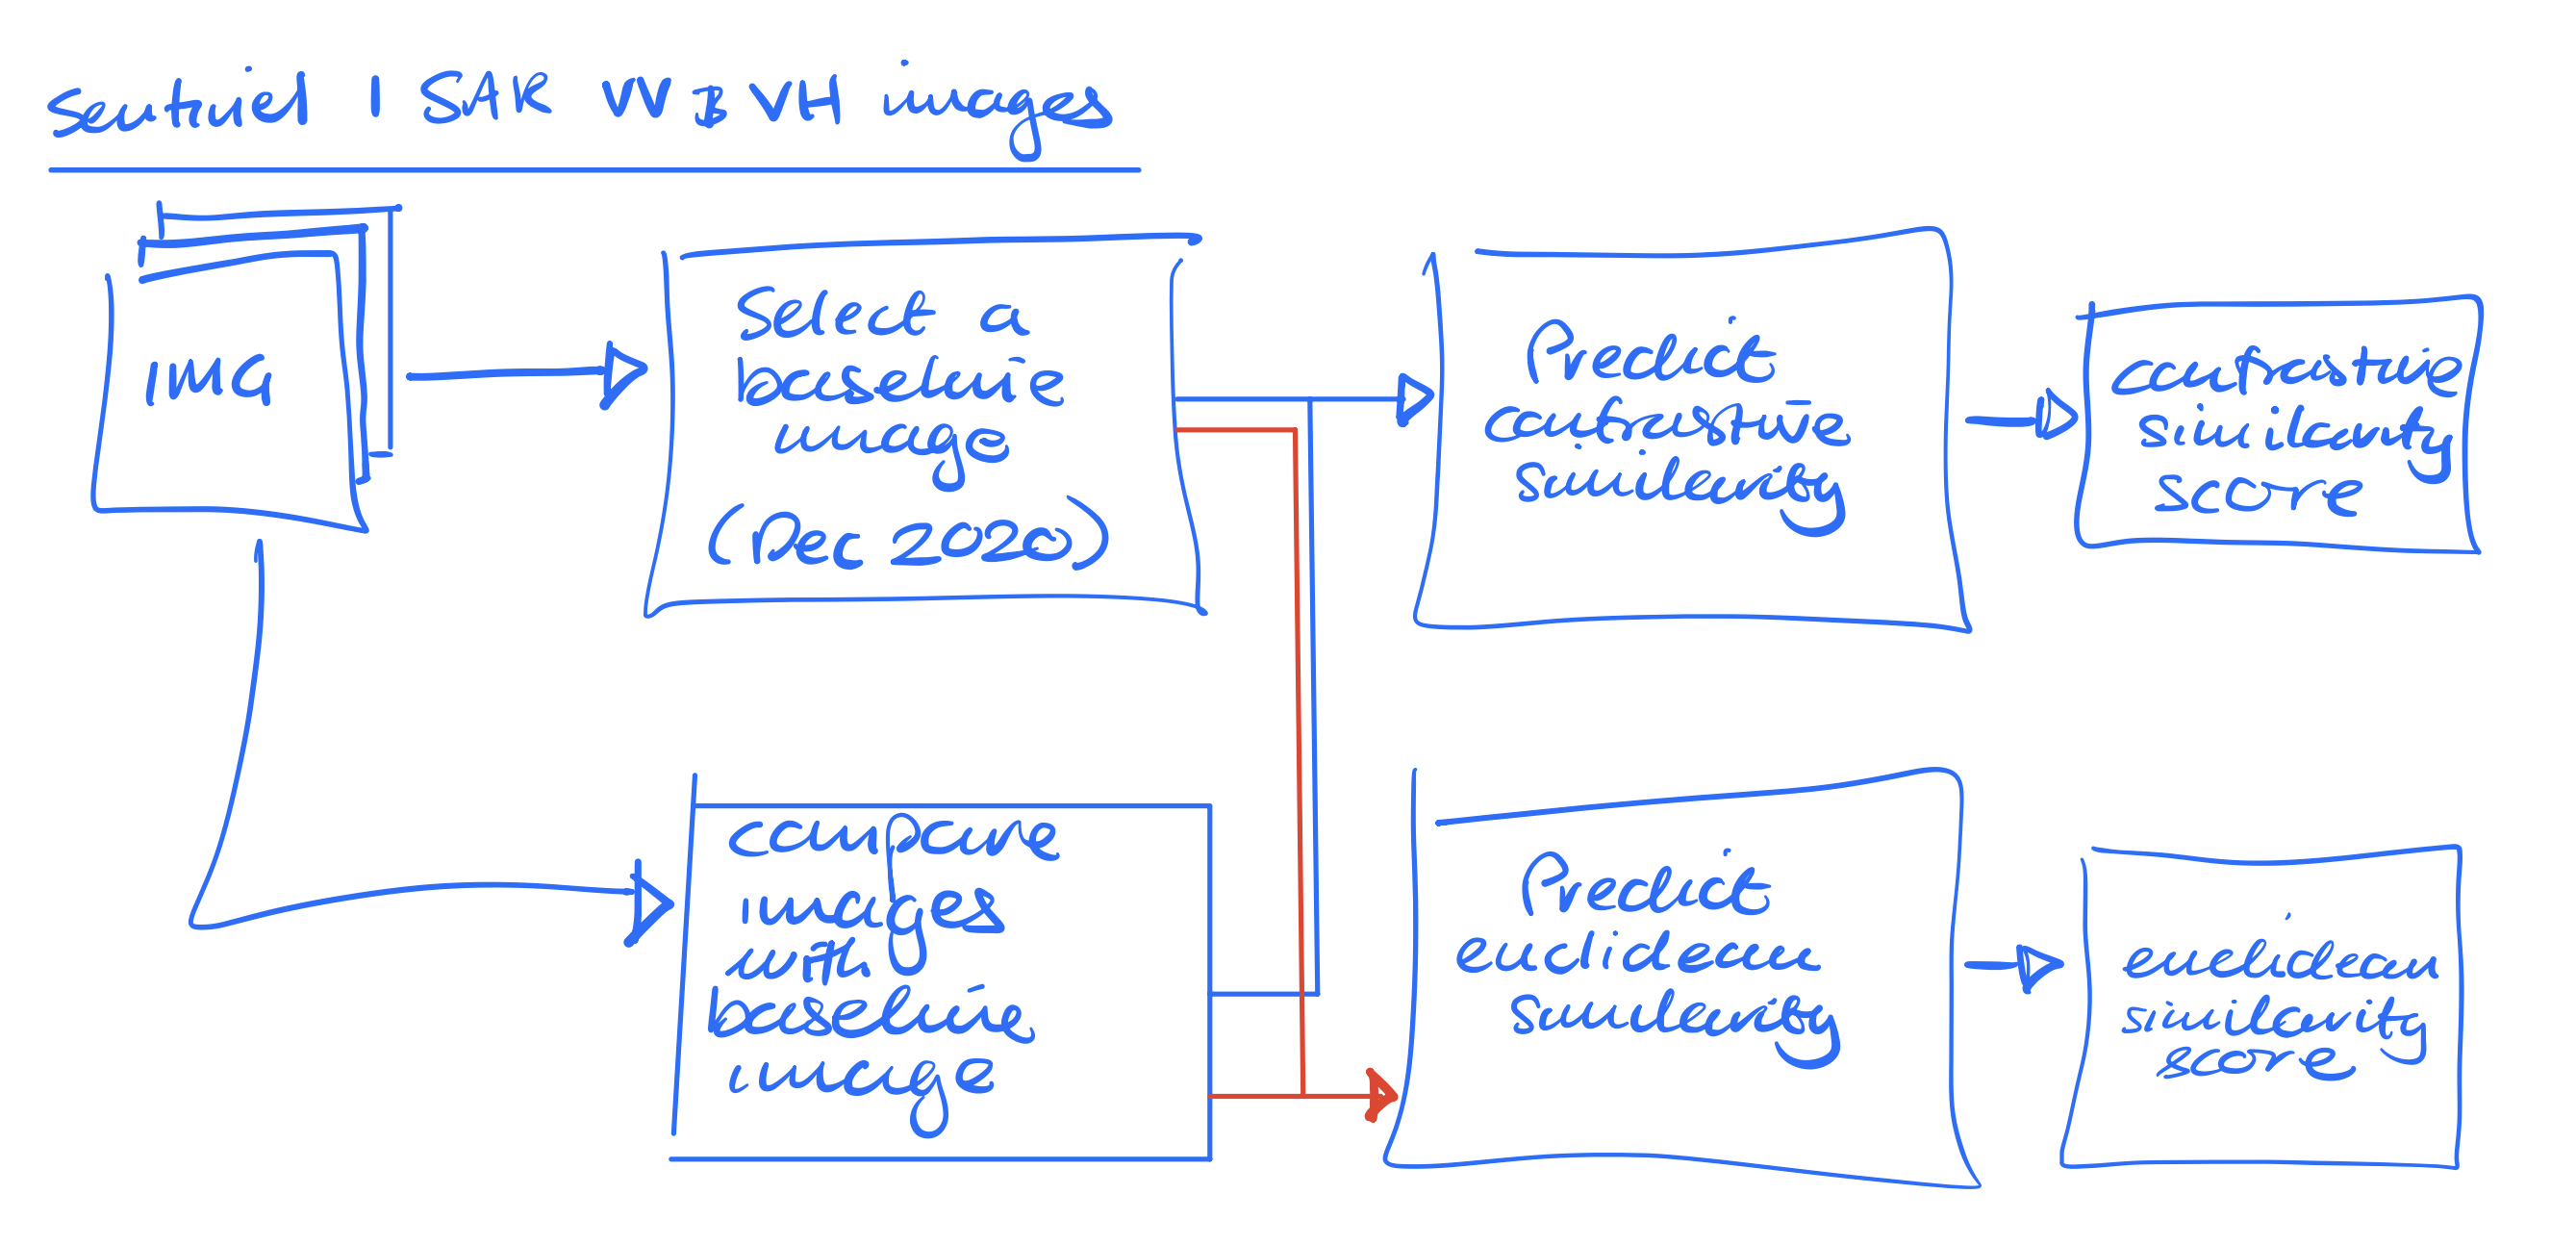 Sentinel 1 SAR VV & VH images
IMG
Select a
baseline
image
(Dec 2020)
Predict
contrastive
similarity
contrastive
similarity
score
compare
images
with
baseline
image
Predict
euclidean
similarity
euclidean
similarity
score